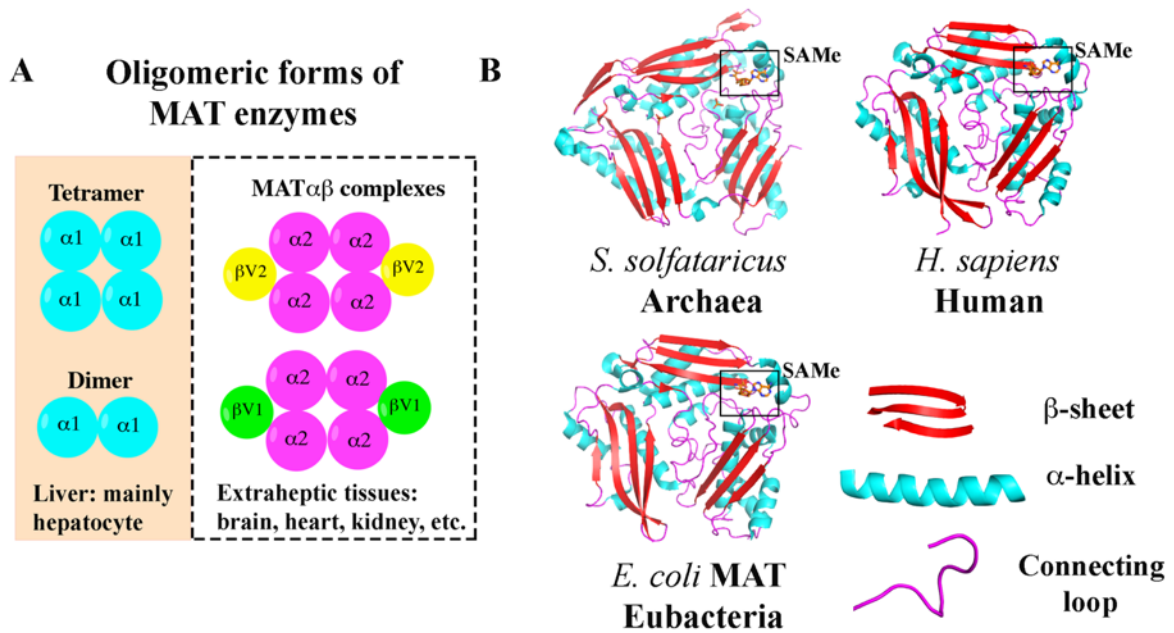 A
Oligomeric forms of
MAT enzymes
Tetramer
α1 α1
α1 α1
Dimer
α1 α1
Liver: mainly
hepatocyte
MATαβ complexes
α2 α2
βV2 βV2
α2 α2
α2 α2
βV1 βV1
α2 α2
Extraheptic tissues:
brain, heart, kidney, etc.
B
SAMe
S. solfataricus
Archaea
SAMe
H. sapiens
Human
SAMe
E. coli MAT
Eubacteria
β-sheet
α-helix
Connecting
loop